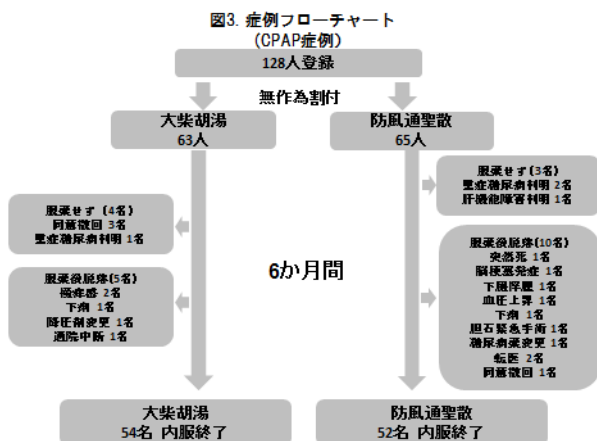 図3. 症例フローチャート
(CPAP症例)
128人登録
無作為割付
大柴胡湯
63人
防風通聖散
65人
服薬せず (4名)
同意撤回 3名
重症糖尿病判明 1名
服薬後脱落(5名)
倦怠感 2名
下痢 1名
降圧剤変更 1名
通院中断 1名
6か月間
服薬せず(3名)
重症糖尿病判明 2名
肝機能障害判明 1名
服薬後脱落(10名)
突然死 1名
脳梗塞発症 1名
下腿浮腫 1名
血圧上昇 1名
下痢 1名
胆石緊急手術 1名
糖尿病薬変更 1名
転医 2名
同意撤回 1名
大柴胡湯
54名 内服終了
防風通聖散
52名 内服終了